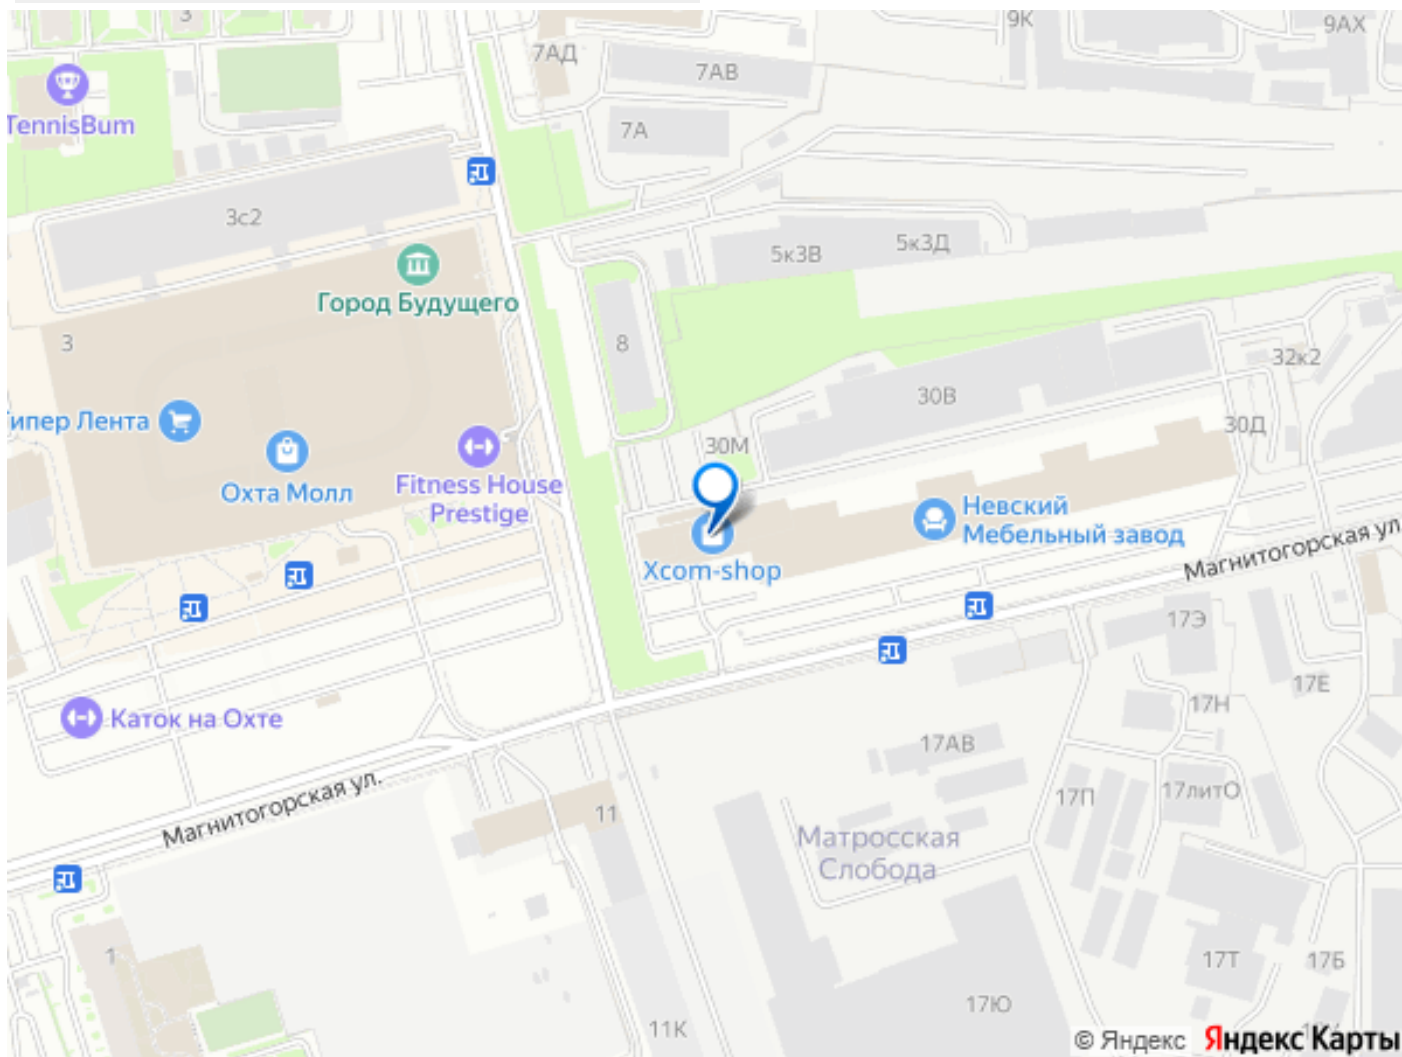 3
9К
9АХ
7АД
7АВ
TennisBum
7А
3с2
5к3В
5к3Д
Город Будущего
3
8
32к2
30В
Гипер Лента
30М
30Д
Охта Молл
Fitness House
Prestige
Невский
Мебельный завод
Xcom-shop
Магнитогорская ул.
17Э
17Е
17Н
Каток на Охте
17АВ
Магнитогорская ул.
17П
17литО
11
Матросская
Слобода
1
17Т
17Б
17Ю
11К
© Яндекс Яндекс Карты